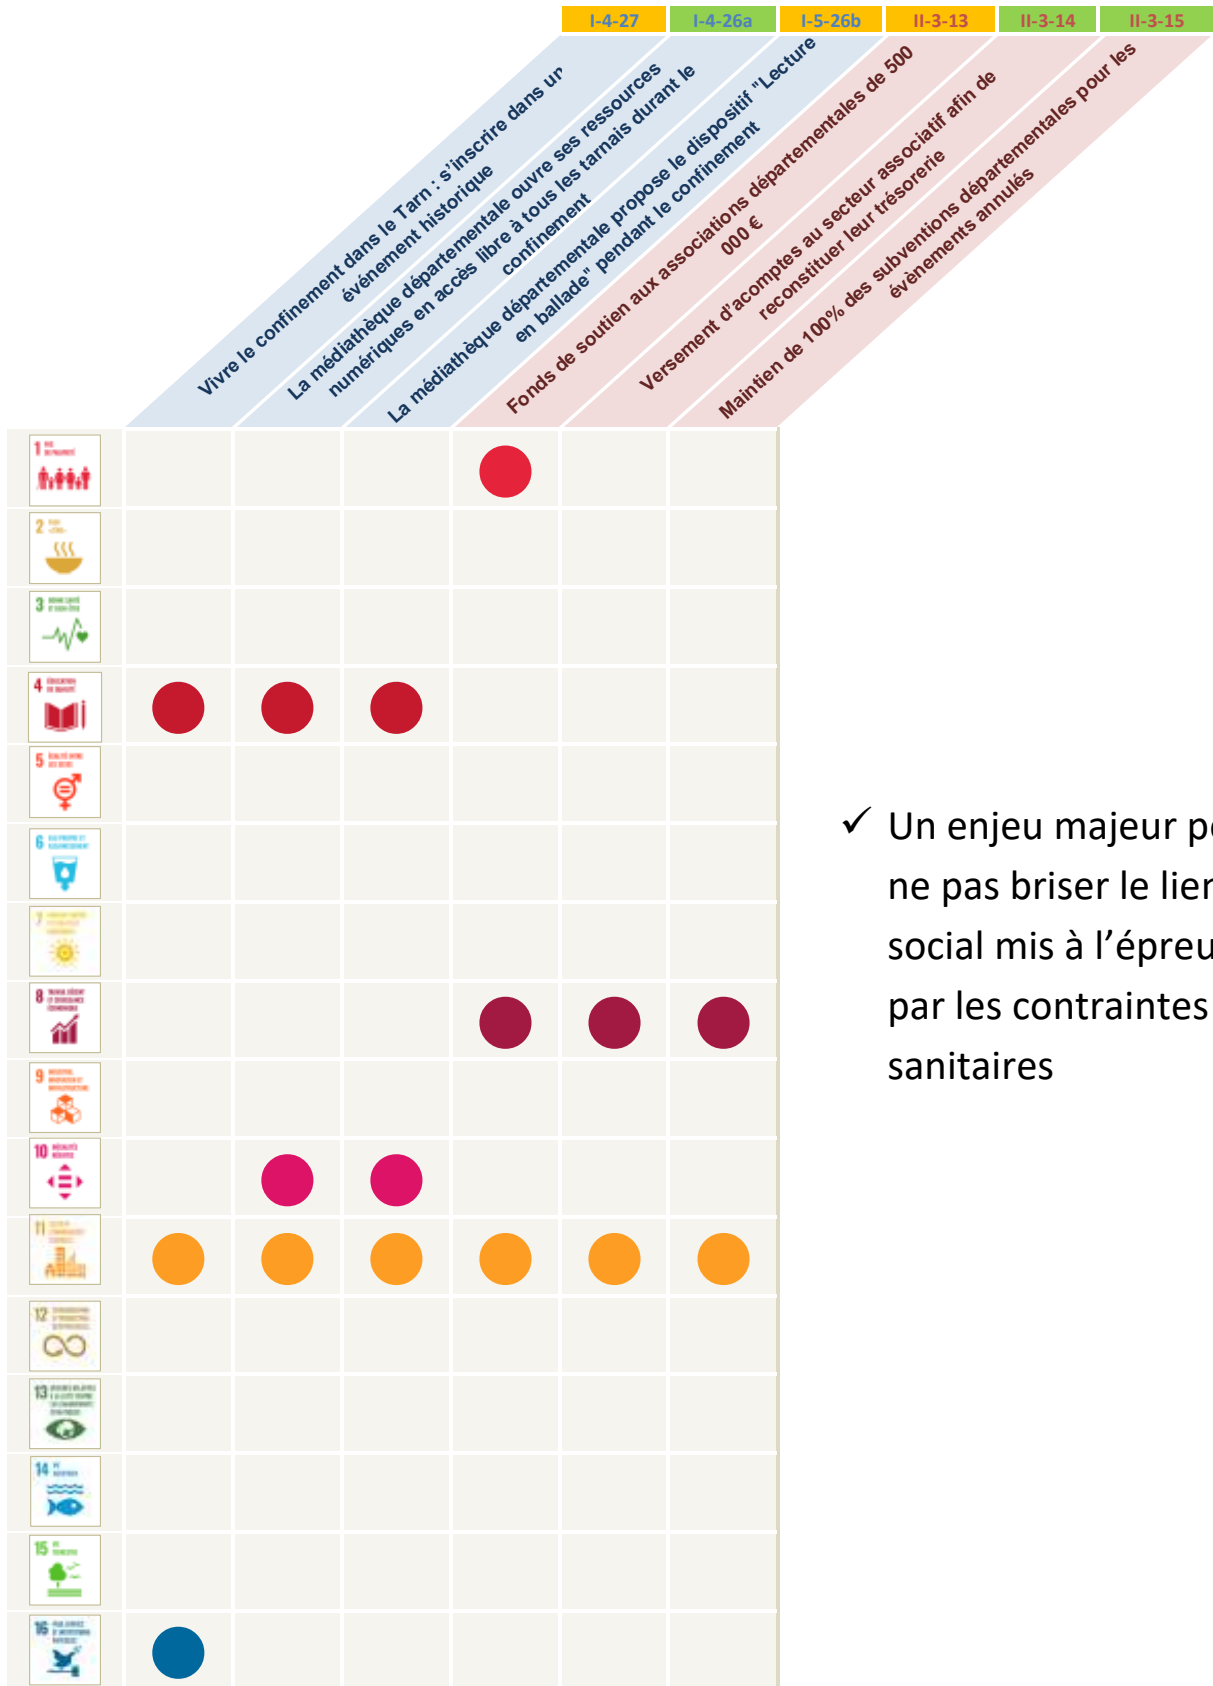 I-4-27 I-4-26a I-5-26b II-3-13 II-3-14 II-3-15
Vivre le confinement dans le Tarn : s'inscrire dans un
événement historique
La médiathèque départementale ouvre ses ressources
numériques en accès libre à tous les tarnais durant le
confinement
La médiathèque départementale propose le dispositif "Lecture
en ballade" pendant le confinement
Fonds de soutien aux associations départementales de 500
000 €
Versement d'acomptes au secteur associatif afin de
reconstituer leur trésorerie
Maintien de 100% des subventions départementales pour les
évènements annulés
1
2
3
4 ÉDUCATION
DE QUALITÉ
5
6
7
8
9
10
11
12
13
14
15
16
✓ Un enjeu majeur
ne pas briser le lien
social mis à l'épreu
par les contraintes
sanitaires